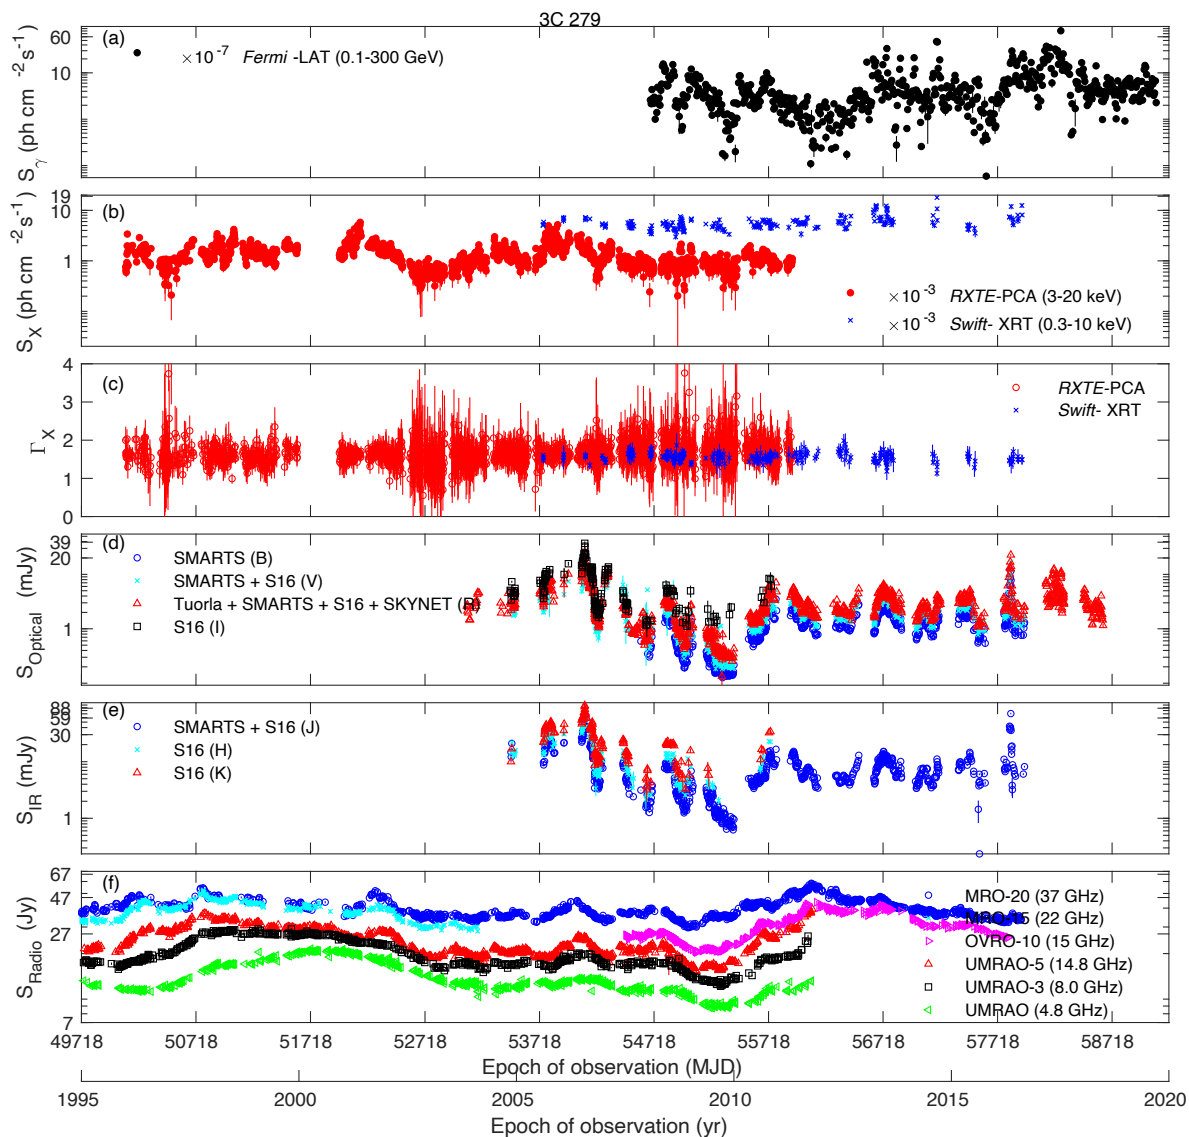 3C 279
(a)
×10 -7 Fermi -LAT (0.1-300 GeV)
60
10
S γ (ph cm -2 s -1 )
(b)
19
10
1
S X (ph cm -2 s -1 )
×10 -3 RXTE-PCA (3-20 keV)
×10 -3 Swift- XRT (0.3-10 keV)
(c)
4
3
2
1
0
Γ X
RXTE-PCA
Swift- XRT
(d)
39
20
1
S Optical (mJy)
SMARTS (B)
SMARTS + S16 (V)
Tuorla + SMARTS + S16 + SKYNET (R)
S16 (I)
(e)
88
59
30
1
S IR (mJy)
SMARTS + S16 (J)
S16 (H)
S16 (K)
(f)
67
47
27
7
S Radio (Jy)
MRO-20 (37 GHz)
MRO-15 (22 GHz)
OVRO-10 (15 GHz)
UMRAO-5 (14.8 GHz)
UMRAO-3 (8.0 GHz)
UMRAO (4.8 GHz)
49718 50718 51718 52718 53718 54718 55718 56718 57718 58718
Epoch of observation (MJD)
1995 2000 2005 2010 2015 2020
Epoch of observation (yr)